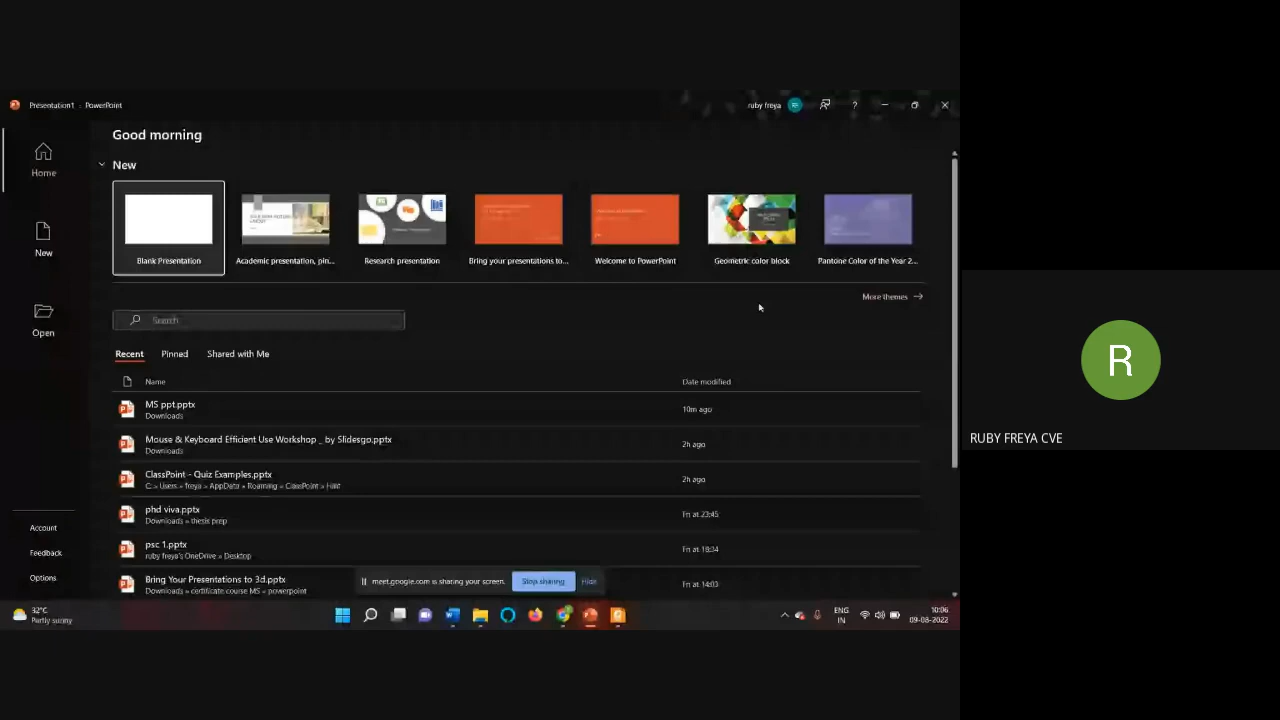 Presentation1 - PowerPoint
ruby freya
?
Good morning
Home
New
Blank Presentation
Academic presentation, pin...
Research presentation
Bring your presentations to...
Welcome to PowerPoint
Geometric color block
Pantone Color of the Year 2...
New
More themes
Search
Open
Recent
Pinned
Shared with Me
Name
Date modified
MS ppt.pptx
Downloads
10m ago
Mouse & Keyboard Efficient Use Workshop _ by Slidesgo.pptx
Downloads
2h ago
ClassPoint - Quiz Examples.pptx
C: » Users » freya » AppData » Roaming » ClassPoint »
2h ago
phd viva.pptx
Downloads » thesis prep
Fri at 23:45
psc 1.pptx
ruby freya's OneDrive » Desktop
Fri at 18:34
Bring Your Presentations to 3d.pptx
Downloads » certificate course MS » powerpoint
Fri at 14:03
Account
Feedback
Options
meet.google.com is sharing your screen.
Stop sharing
Hide
32°C
Partly sunny
ENG
IN
10:06
09-08-2022
R
RUBY FREYA CVE